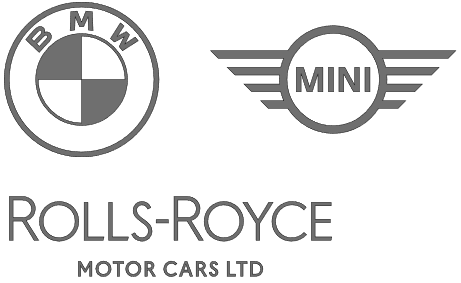 BMW
MINI
ROLLS-ROYCE
MOTOR CARS LTD